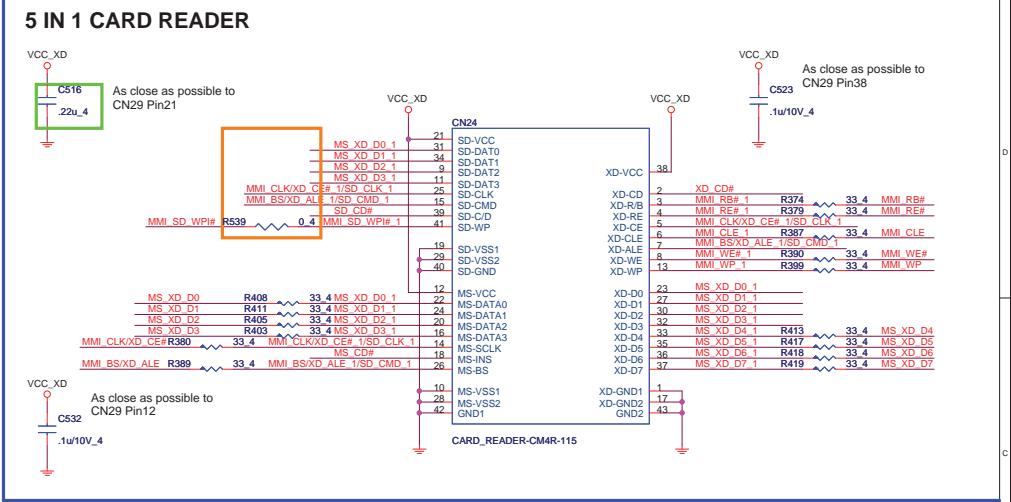 5 IN 1 CARD READER
VCC_XD
C516
.22u_4
As close as possible to
CN29 Pin21
VCC_XD
VCC_XD
VCC_XD
C523
.1u/10V_4
As close as possible to
CN29 Pin38
CN24
21 SD-VCC
MS_XD_D0_1 31 SD-DAT0
MS_XD_D1_1 34 SD-DAT1
MS_XD_D2_1 9 SD-DAT2
MS_XD_D3_1 11 SD-DAT3
MMI_CLK/XD_CE#_1/SD_CLK_1 25 SD-CLK
MMI_BS/XD_ALE_1/SD_CMD_1 15 SD-CMD
SD_CD# 39 SD-C/D
MMI_SD_WPI# R539 0_4 MMI_SD_WPI#_1 41 SD-WP
19 SD-VSS1
29 SD-VSS2
40 SD-GND
12 MS-VCC
MS_XD_D0 R408 33_4 MS_XD_D0_1 22 MS-DATA0
MS_XD_D1 R411 33_4 MS_XD_D1_1 24 MS-DATA1
MS_XD_D2 R405 33_4 MS_XD_D2_1 20 MS-DATA2
MS_XD_D3 R403 33_4 MS_XD_D3_1 16 MS-DATA3
MMI_CLK/XD_CE# R380 33_4 MMI_CLK/XD_CE#_1/SD_CLK_1 14 MS-SCLK
MS_CD# 18 MS-INS
MMI_BS/XD_ALE R389 33_4 MMI_BS/XD_ALE_1/SD_CMD_1 26 MS-BS
10 MS-VSS1
28 MS-VSS2
42 GND1
XD-VCC 38
XD-CD 2 XD_CD#
XD-R/B 3 MMI_RB#_1 R374 33_4 MMI_RB#
XD-RE 4 MMI_RE#_1 R379 33_4 MMI_RE#
XD-CE 5 MMI_CLK/XD_CE#_1/SD_CLK_1
XD-CLE 6 MMI_CLE_1 R387 33_4 MMI_CLE
XD-ALE 7 MMI_BS/XD_ALE_1/SD_CMD_1
XD-WE 8 MMI_WE#_1 R390 33_4 MMI_WE#
XD-WP 13 MMI_WP_1 R399 33_4 MMI_WP
XD-D0 23 MS_XD_D0_1
XD-D1 27 MS_XD_D1_1
XD-D2 30 MS_XD_D2_1
XD-D3 32 MS_XD_D3_1
XD-D4 33 MS_XD_D4_1 R413 33_4 MS_XD_D4
XD-D5 35 MS_XD_D5_1 R417 33_4 MS_XD_D5
XD-D6 36 MS_XD_D6_1 R418 33_4 MS_XD_D6
XD-D7 37 MS_XD_D7_1 R419 33_4 MS_XD_D7
XD-GND1 1
XD-GND2 17
GND2 43
CARD_READER-CM4R-115
VCC_XD
C532
.1u/10V_4
As close as possible to
CN29 Pin12
D
C